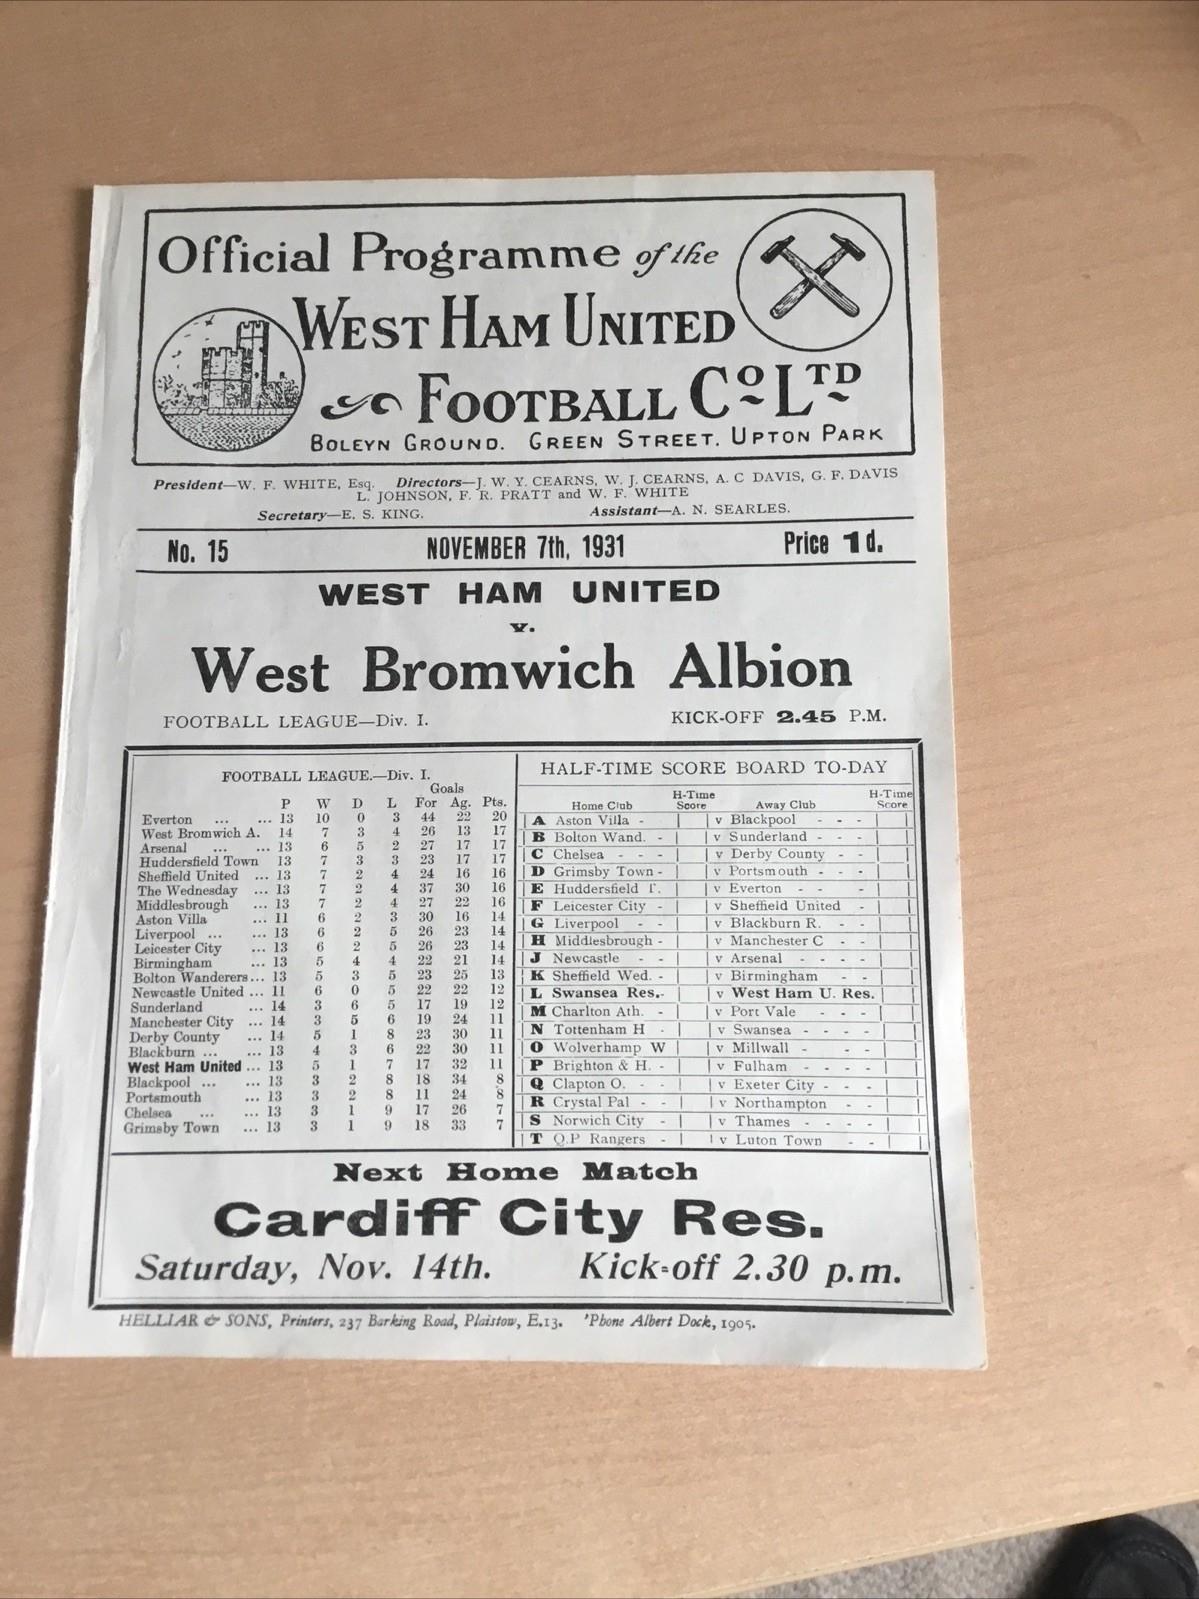 Official Programme of the
WEST HAM UNITED
FOOTBALL Co LTD
BOLEYN GROUND. GREEN STREET. UPTON PARK
President—W. F. WHITE, Esq. Directors—J. W. Y. CEARNS, W. J. CEARNS, A. C DAVIS, G. F. DAVIS
L. JOHNSON, F. R. PRATT and W. F. WHITE
Secretary—E. S. KING. Assistant—A. N. SEARLES.
No. 15 NOVEMBER 7th, 1931 Price 1d.
WEST HAM UNITED
v.
West Bromwich Albion
FOOTBALL LEAGUE—Div. I. KICK-OFF 2.45 P.M.
FOOTBALL LEAGUE.—Div. I.
Goals
P W D L For Ag. Pts.
Everton ... ... 13 10 0 3 44 22 20
West Bromwich A. 14 7 3 4 26 13 17
Arsenal ... ... 13 6 5 2 27 17 17
Huddersfield Town 13 7 3 3 23 17 17
Sheffield United ... 13 7 2 4 24 16 16
The Wednesday ... 13 7 2 4 37 30 16
Middlesbrough ... 13 7 2 4 27 22 16
Aston Villa ... 11 6 2 3 30 16 14
Liverpool ... ... 13 6 2 5 26 23 14
Leicester City ... 13 6 2 5 26 23 14
Birmingham ... 13 5 4 4 22 21 14
Bolton Wanderers... 13 5 3 5 23 25 13
Newcastle United ... 11 6 0 5 22 22 12
Sunderland ... 14 3 6 5 17 19 12
Manchester City ... 14 3 5 6 19 24 11
Derby County ... 14 5 1 8 23 30 11
Blackburn ... ... 13 4 3 6 22 30 11
West Ham United ... 13 5 1 7 17 32 11
Blackpool ... ... 13 3 2 8 18 34 8
Portsmouth ... 13 3 2 8 11 24 8
Chelsea ... ... 13 3 1 9 17 26 7
Grimsby Town ... 13 3 1 9 18 33 7
HALF-TIME SCORE BOARD TO-DAY
Home Club H-Time Score Away Club H-Time Score
A Aston Villa - v Blackpool - - -
B Bolton Wand. - v Sunderland - - -
C Chelsea - - - v Derby County - -
D Grimsby Town - v Portsmouth - - -
E Huddersfield T. v Everton - - -
F Leicester City - v Sheffield United -
G Liverpool - v Blackburn R. - -
H Middlesbrough - v Manchester C - -
J Newcastle - v Arsenal - - - -
K Sheffield Wed. - v Birmingham - -
L Swansea Res.- v West Ham U. Res.
M Charlton Ath. - v Port Vale - - -
N Tottenham H - v Swansea - - - -
O Wolverhamp W v Millwall - - - -
P Brighton & H. - v Fulham - - - -
Q Clapton O. - - v Exeter City - - -
R Crystal Pal - - v Northampton - -
S Norwich City - v Thames - - - -
T Q.P Rangers - v Luton Town - -
Next Home Match
Cardiff City Res.
Saturday, Nov. 14th. Kick-off 2.30 p.m.
HELLIAR & SONS, Printers, 237 Barking Road, Plaistow, E.13. 'Phone Albert Dock, 1905.